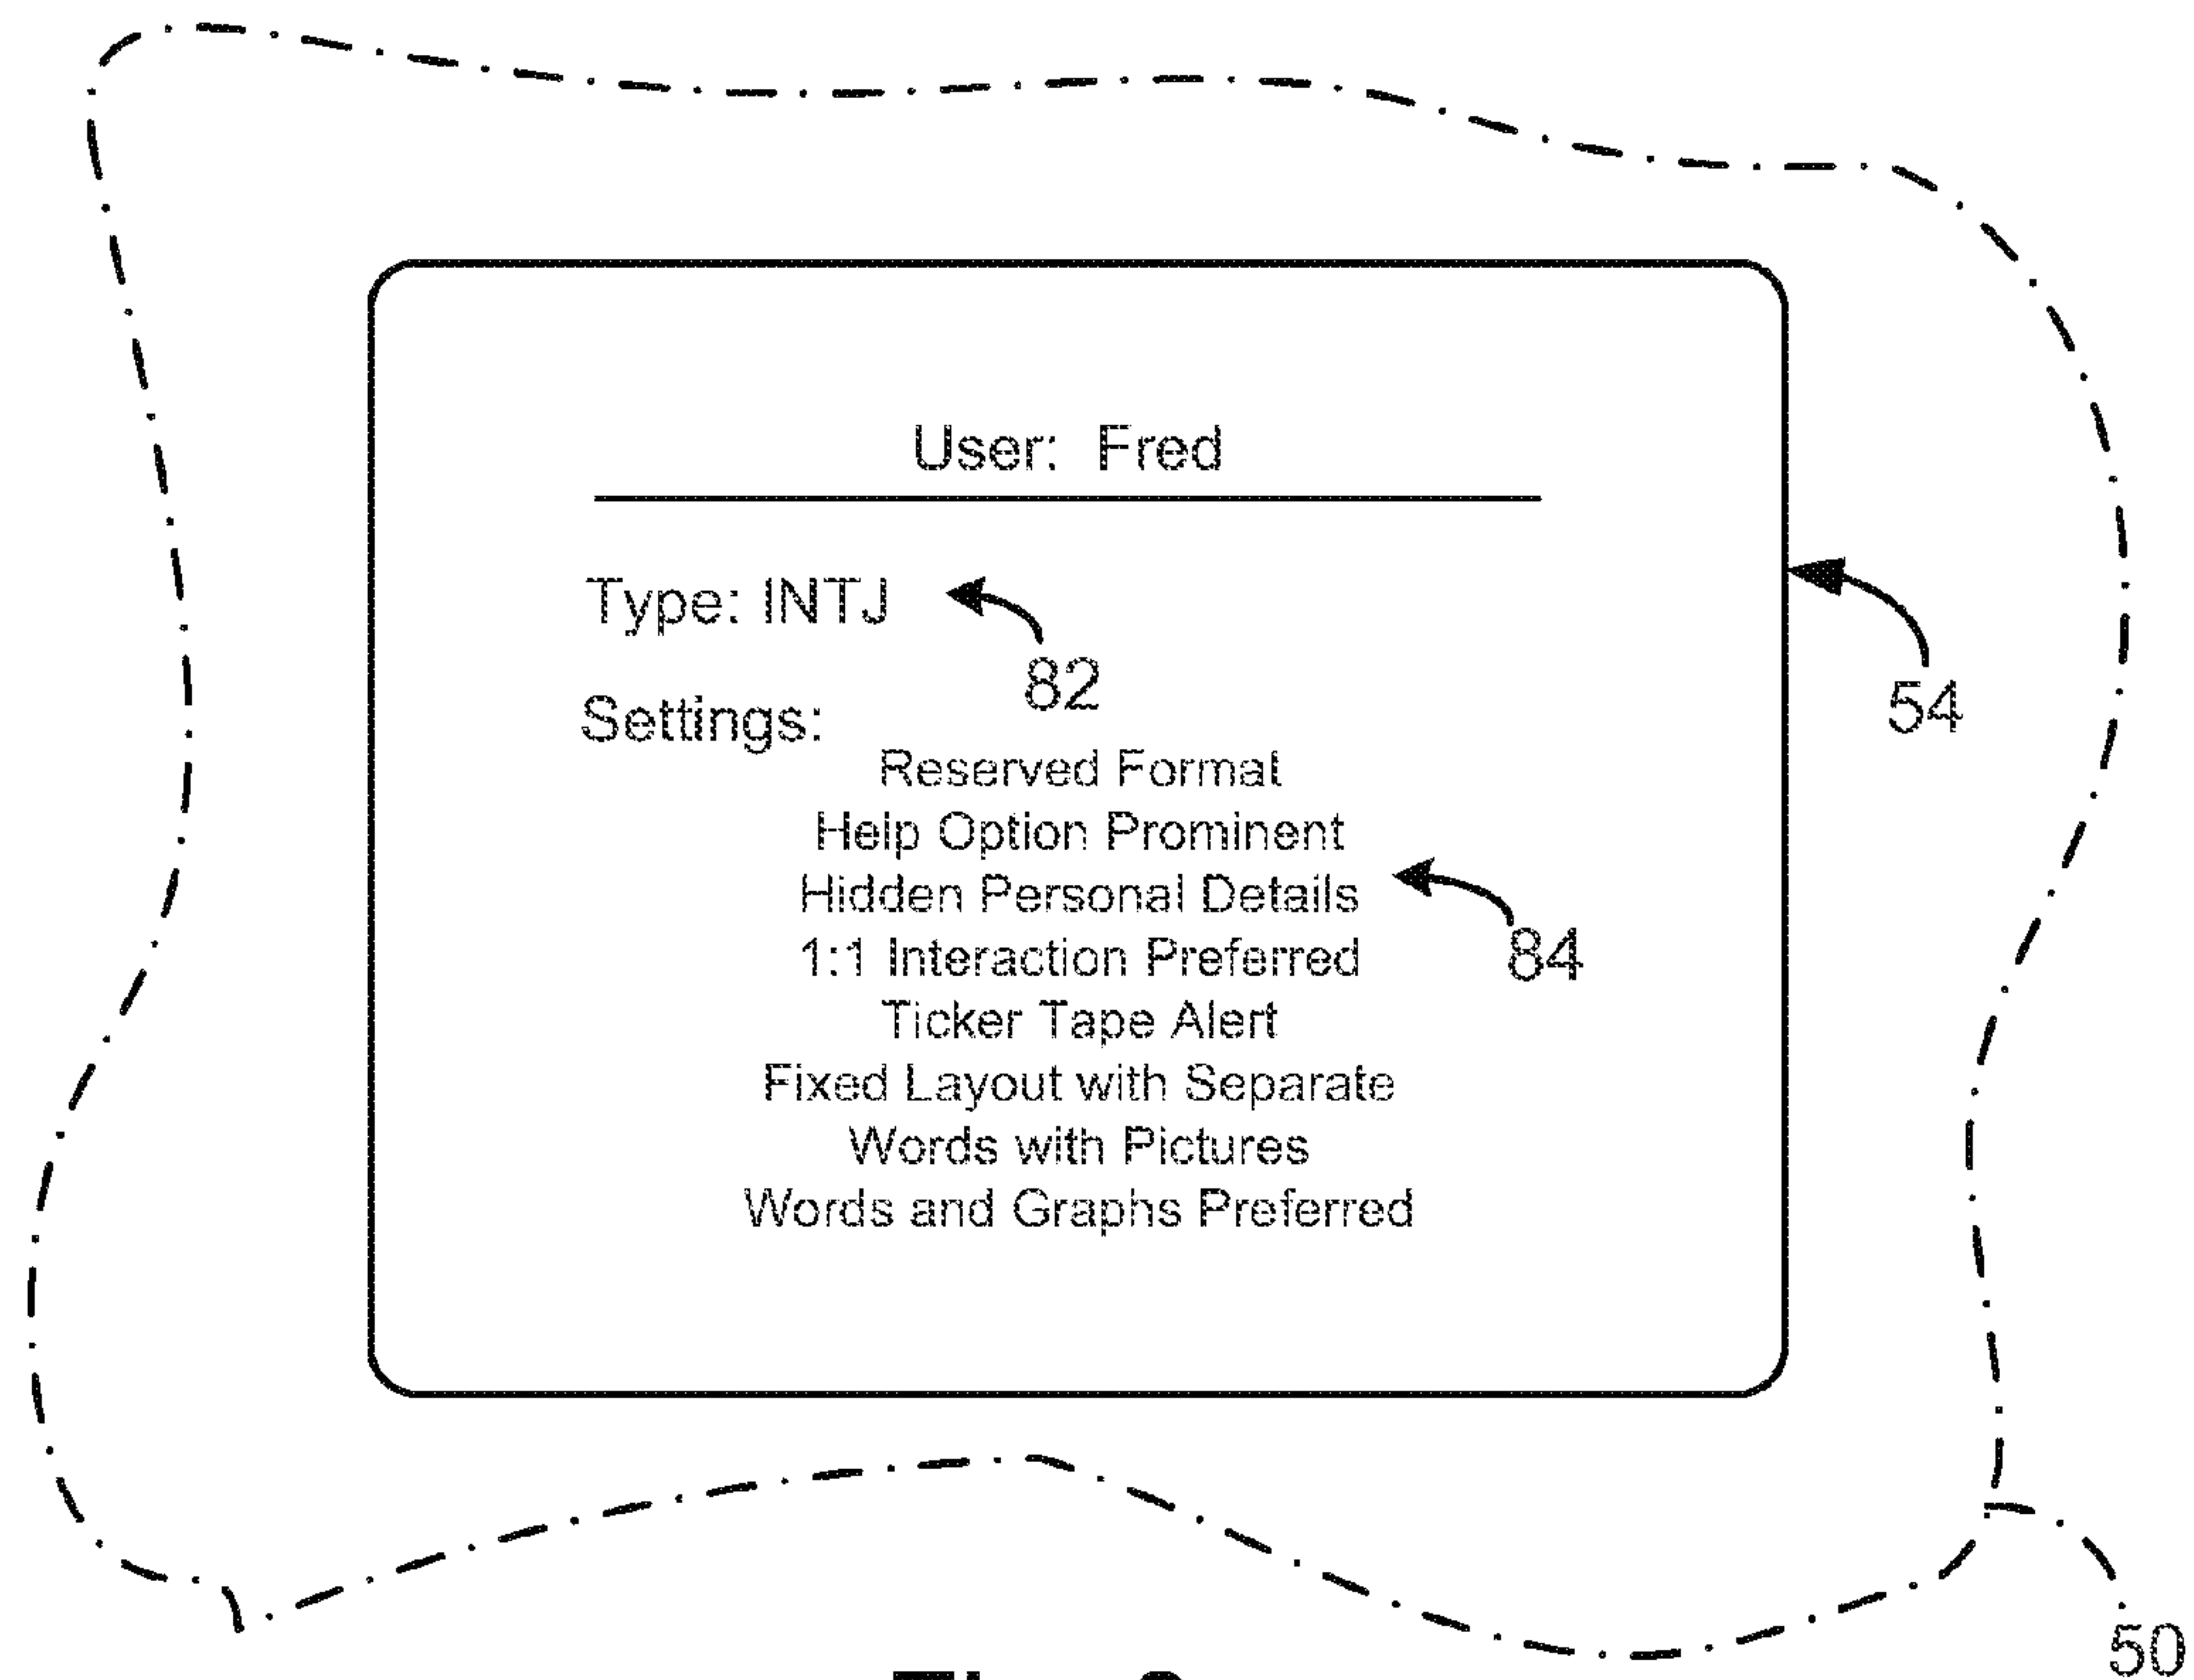 User: Fred
Type: INTJ
82
54
Settings:
Reserved Formal
Help Option Prominent
Hidden Personal Details
84
1:1 Interaction Preferred
Ticker Tape Alert
Fixed Layout with Separate
Words with Pictures
Words and Graphs Preferred
50